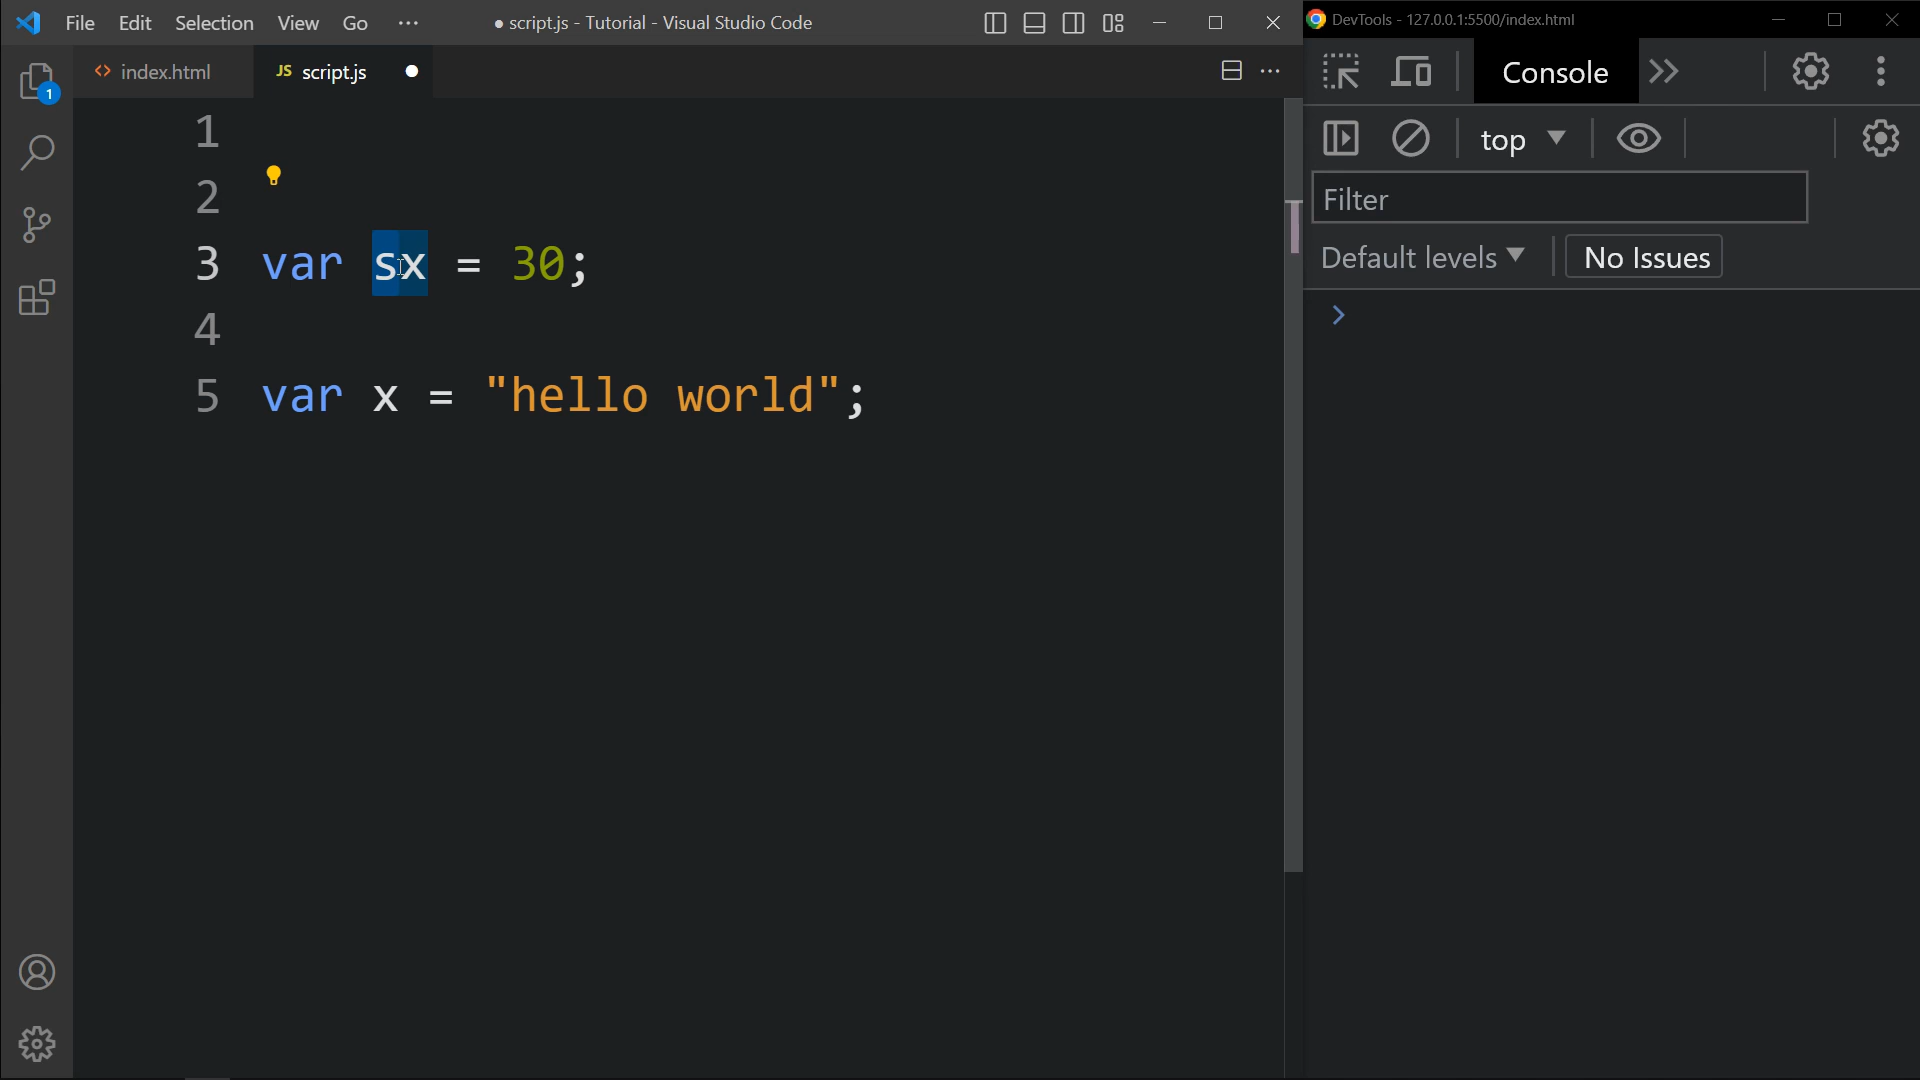 File Edit Selection View Go ··· ● script.js - Tutorial - Visual Studio Code
DevTools - 127.0.0.1:5500/index.html
<> index.html JS script.js ●
Console
1
top
Filter
Default levels ▼ No Issues
1
2
3 var sx = 30;
4
5 var x = "hello world";